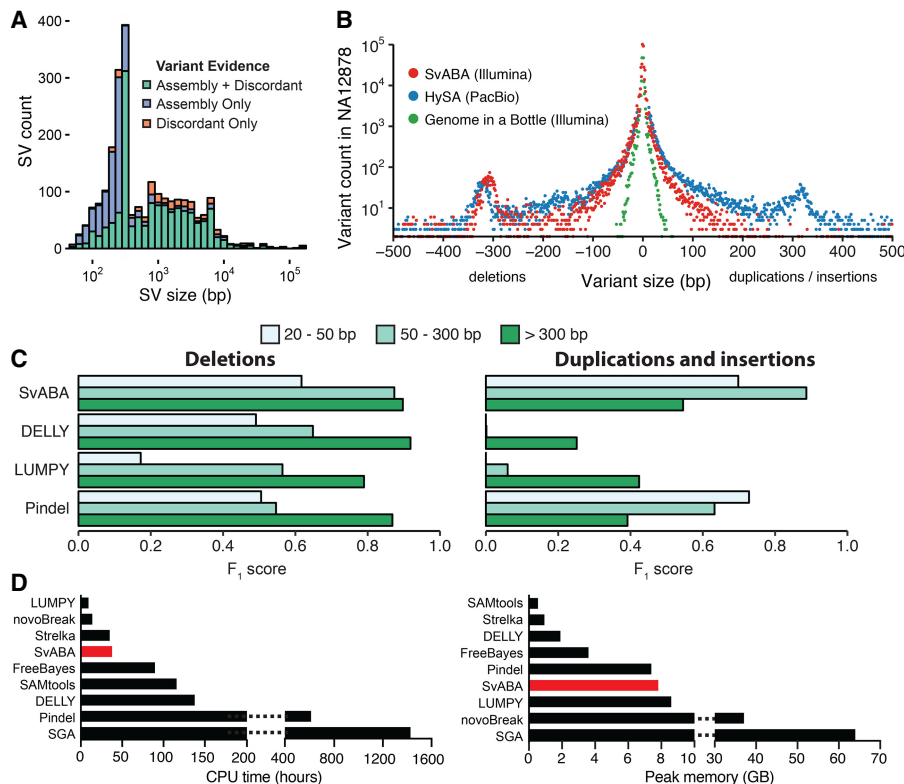 A
400
300
200
100
0
SV count
Variant Evidence
Assembly + Discordant
Assembly Only
Discordant Only
10²
10³
10⁴
10⁵
SV size (bp)
B
Variant count in NA12878
10⁵
10⁴
10³
10²
10¹
SvABA (Illumina)
HySA (PacBio)
Genome in a Bottle (Illumina)
−500 −400 −300 −200 −100 0 100 200 300 400 500
deletions
Variant size (bp)
duplications / insertions
20 - 50 bp
50 - 300 bp
> 300 bp
C
Deletions
SvABA
DELLY
LUMPY
Pindel
0.0 0.2 0.4 0.6 0.8 1.0
F₁ score
Duplications and insertions
0.0 0.2 0.4 0.6 0.8 1.0
F₁ score
D
LUMPY
novoBreak
Strelka
SvABA
FreeBayes
SAMtools
DELLY
Pindel
SGA
0 50 100 150 200 400 800 1200 1600
CPU time (hours)
SAMtools
Strelka
DELLY
FreeBayes
Pindel
SvABA
LUMPY
novoBreak
SGA
0 2 4 6 8 10 30 40 50 60 70
Peak memory (GB)